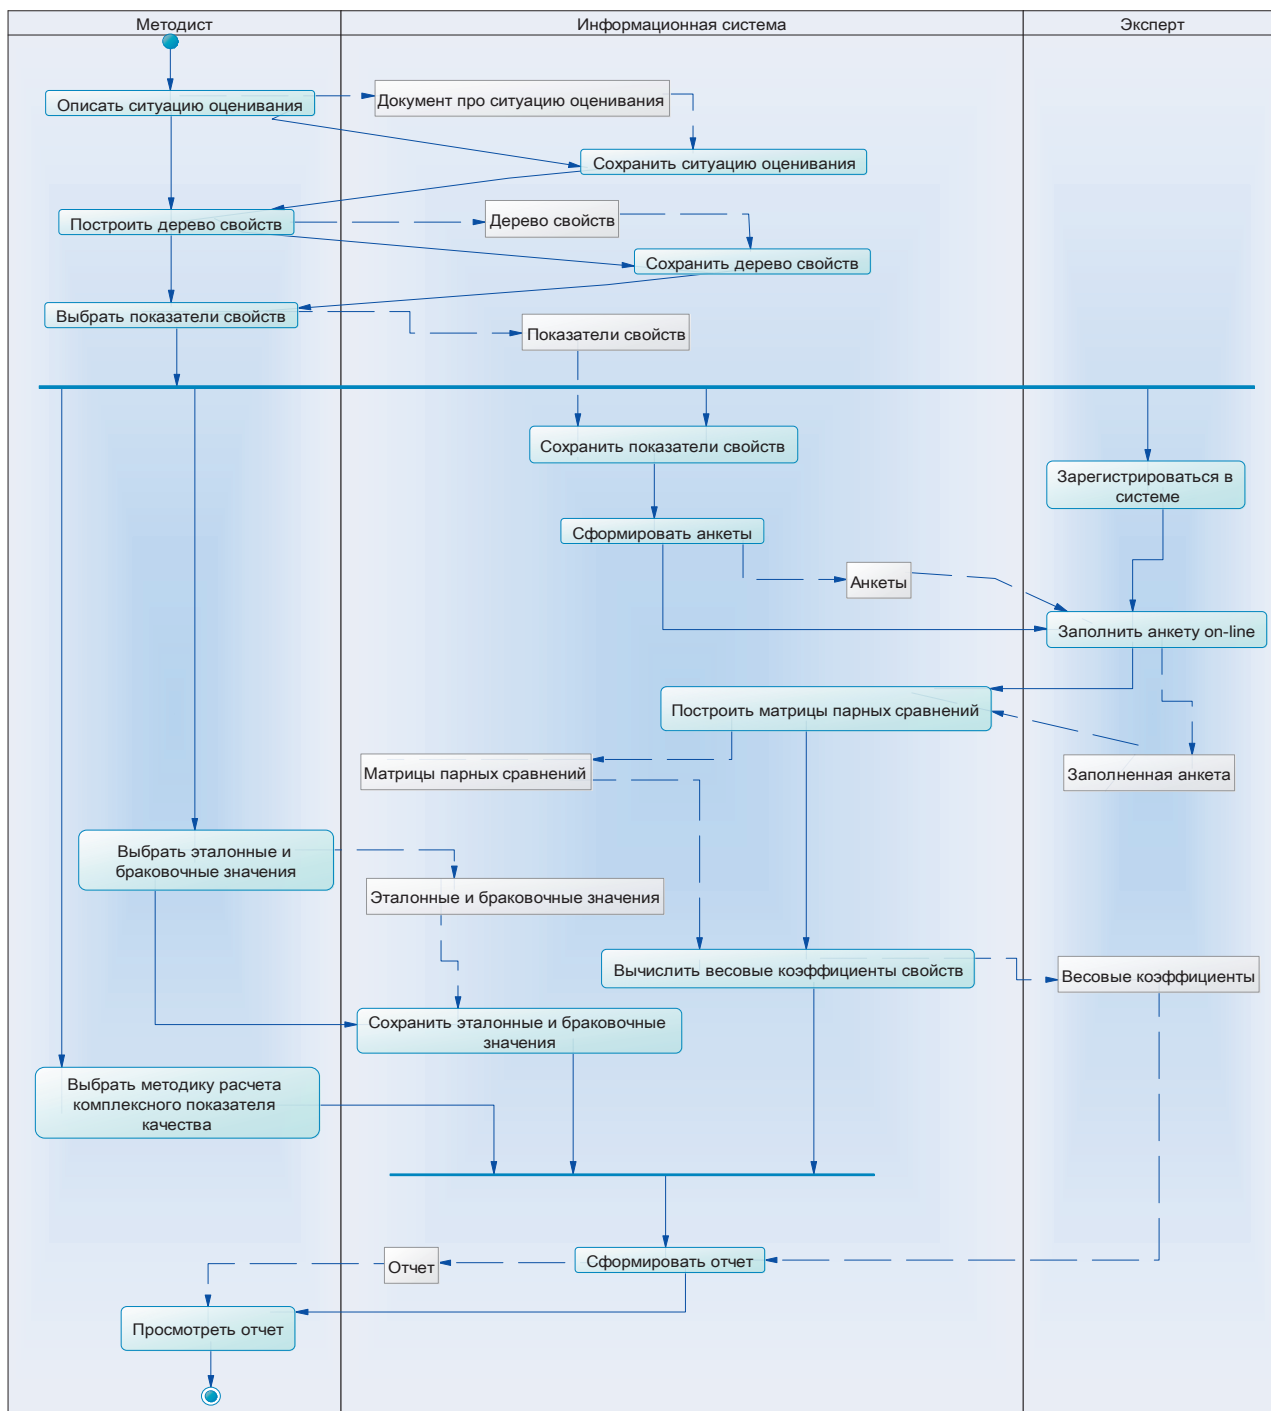 Методист
Информационная система
Эксперт
Описать ситуацию оценивания
Документ про ситуацию оценивания
Сохранить ситуацию оценивания
Построить дерево свойств
Дерево свойств
Сохранить дерево свойств
Выбрать показатели свойств
Показатели свойств
Сохранить показатели свойств
Зарегистрироваться в
системе
Сформировать анкеты
Анкеты
Заполнить анкету on-line
Построить матрицы парных сравнений
Матрицы парных сравнений
Заполненная анкета
Выбрать эталонные и
браковочные значения
Эталонные и браковочные значения
Вычислить весовые коэффициенты свойств
Весовые коэффициенты
Сохранить эталонные и браковочные
значения
Выбрать методику расчета
комплексного показателя
качества
Сформировать отчет
Отчет
Просмотреть отчет